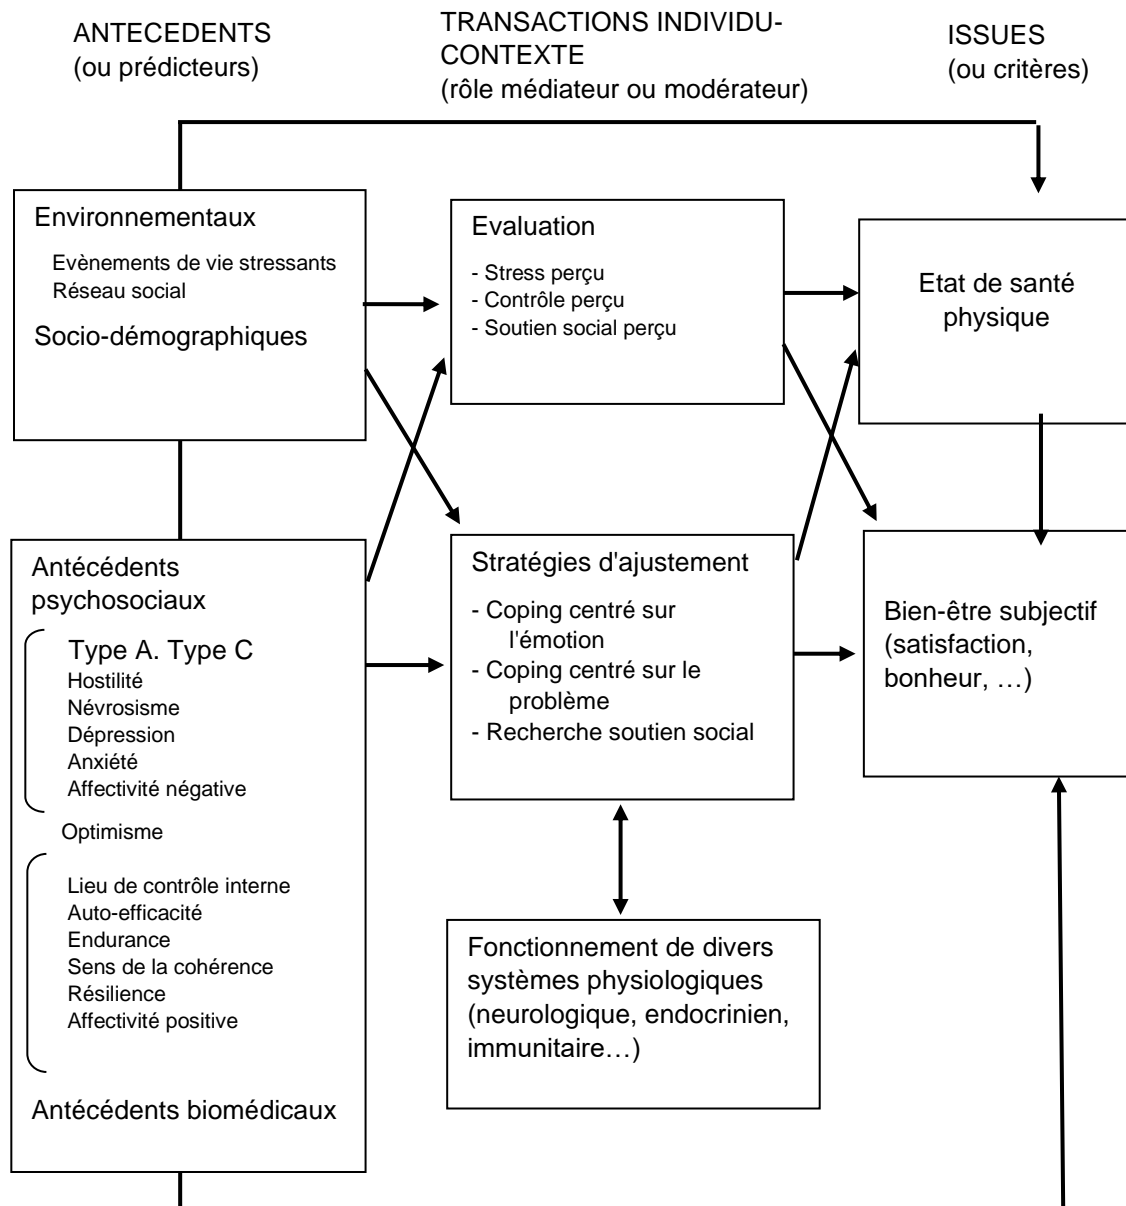 ANTECEDENTS
(ou prédicteurs)
TRANSACTIONS INDIVIDU-
CONTEXTE
(rôle médiateur ou modérateur)
ISSUES
(ou critères)
Environnementaux
Evènements de vie stressants
Réseau social
Socio-démographiques
Evaluation
- Stress perçu
- Contrôle perçu
- Soutien social perçu
Etat de santé
physique
Antécédents
psychosociaux
Type A. Type C
Hostilité
Névrosisme
Dépression
Anxiété
Affectivité négative
Optimisme
Lieu de contrôle interne
Auto-efficacité
Endurance
Sens de la cohérence
Résilience
Affectivité positive
Antécédents biomédicaux
Stratégies d'ajustement
- Coping centré sur
l'émotion
- Coping centré sur le
problème
- Recherche soutien social
Bien-être subjectif
(satisfaction,
bonheur, …)
Fonctionnement de divers
systèmes physiologiques
(neurologique, endocrinien,
immunitaire…)